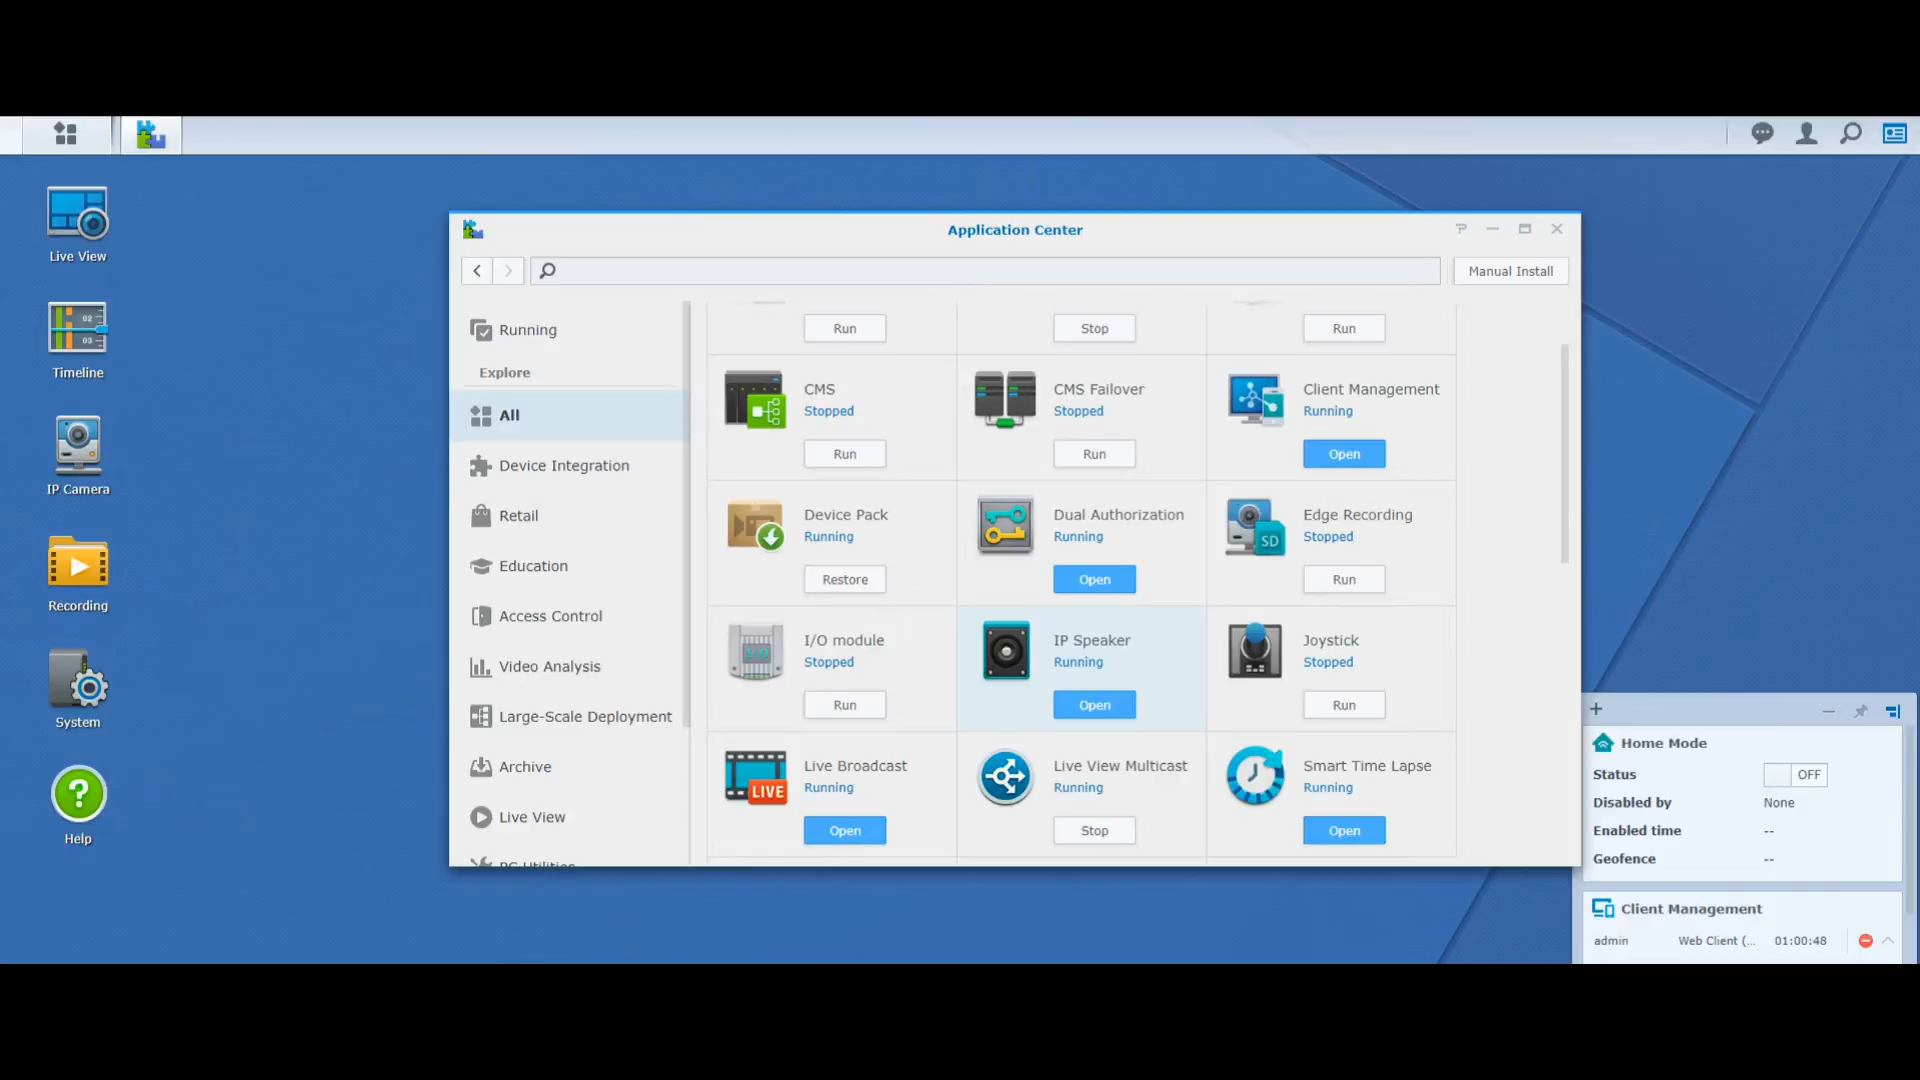 Live View
Timeline
02
03
IP Camera
Recording
System
?
Help
Application Center
?
Manual Install
Running
Explore
All
Device Integration
Retail
Education
Access Control
Video Analysis
Large-Scale Deployment
Archive
Live View
PC Utilities
Run
Stop
Run
CMS
Stopped
Run
CMS Failover
Stopped
Run
Client Management
Running
Open
Device Pack
Running
Restore
Dual Authorization
Running
Open
SD
Edge Recording
Stopped
Run
I/O
I/O module
Stopped
Run
IP Speaker
Running
Open
Joystick
Stopped
Run
LIVE
Live Broadcast
Running
Open
Live View Multicast
Running
Stop
Smart Time Lapse
Running
Open
Home Mode
Status OFF
Disabled by None
Enabled time --
Geofence --
Client Management
admin Web Client (... 01:00:48